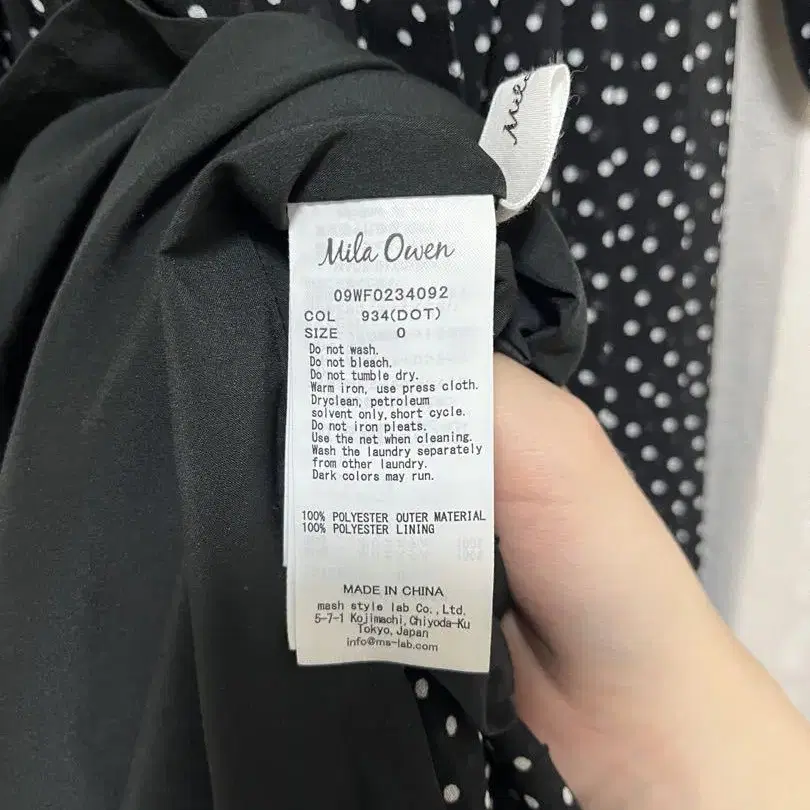 Mila Owen
09WF0234092
COL 934(DOT)
SIZE 0
Do not wash.
Do not bleach.
Do not tumble dry.
Warm iron, use press cloth.
Dryclean, petroleum
solvent only, short cycle.
Do not iron pleats.
Use the net when cleaning.
Wash the laundry separately
from other laundry.
Dark colors may run.
100% POLYESTER OUTER MATERIAL
100% POLYESTER LINING
MADE IN CHINA
mash style lab Co., Ltd.
5-7-1 Kojimachi, Chiyoda-Ku
Tokyo, Japan
info@ms-lab.com